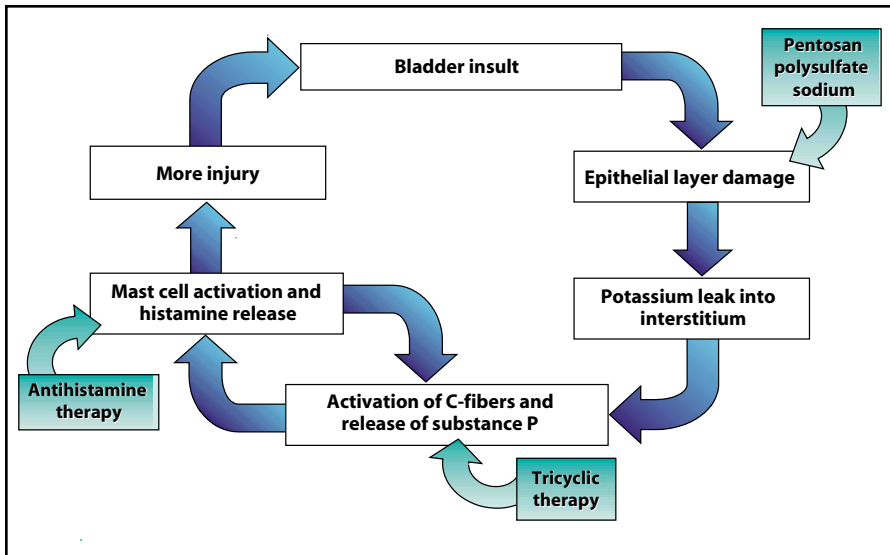 Bladder insult
Pentosan
polysulfate
sodium
More injury
Epithelial layer damage
Mast cell activation and
histamine release
Potassium leak into
interstitium
Antihistamine
therapy
Activation of C-fibers and
release of substance P
Tricyclic
therapy